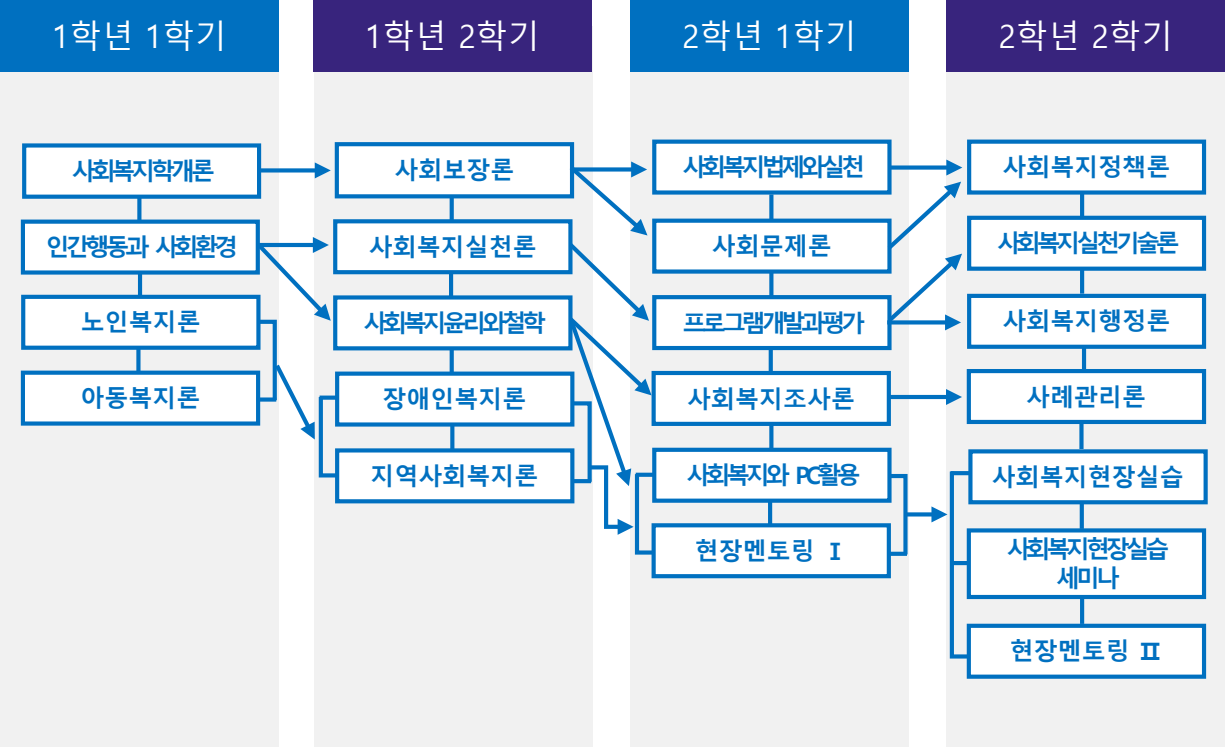 1학년 1학기
1학년 2학기
2학년 1학기
2학년 2학기
사회복지학개론
인간행동과 사회환경
노인복지론
아동복지론
사회보장론
사회복지실천론
사회복지윤리와철학
장애인복지론
지역사회복지론
사회복지법제와실천
사회문제론
프로그램개발과평가
사회복지조사론
사회복지와 PC활용
현장멘토링 Ⅰ
사회복지정책론
사회복지실천기술론
사회복지행정론
사례관리론
사회복지현장실습
사회복지현장실습
세미나
현장멘토링 Ⅱ